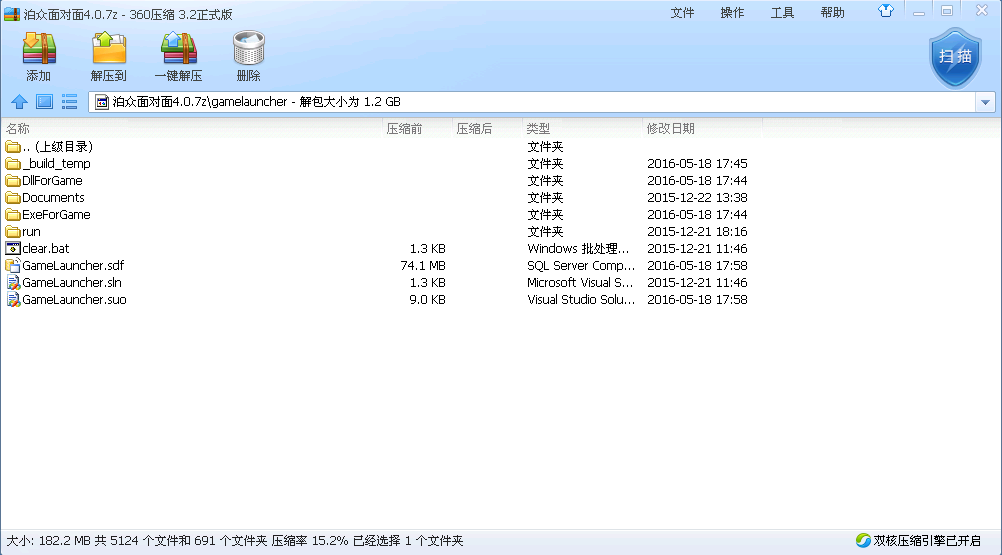 泊众面对面4.0.7z - 360压缩 3.2正式版
文件 操作 工具 帮助
添加 解压到 一键解压 删除 扫描
泊众面对面4.0.7z\gamelauncher - 解包大小为 1.2 GB
名称 压缩前 压缩后 类型 修改日期
.. (上级目录) 文件夹
_build_temp 文件夹 2016-05-18 17:45
DllForGame 文件夹 2016-05-18 17:44
Documents 文件夹 2015-12-22 13:38
ExeForGame 文件夹 2016-05-18 17:44
run 文件夹 2015-12-21 18:16
clear.bat 1.3 KB Windows 批处理... 2015-12-21 11:46
GameLauncher.sdf 74.1 MB SQL Server Comp... 2016-05-18 17:58
GameLauncher.sln 1.3 KB Microsoft Visual S... 2015-12-21 11:46
GameLauncher.suo 9.0 KB Visual Studio Solu... 2016-05-18 17:58
大小: 182.2 MB 共 5124 个文件和 691 个文件夹 压缩率 15.2% 已经选择 1 个文件夹 双核压缩引擎已开启